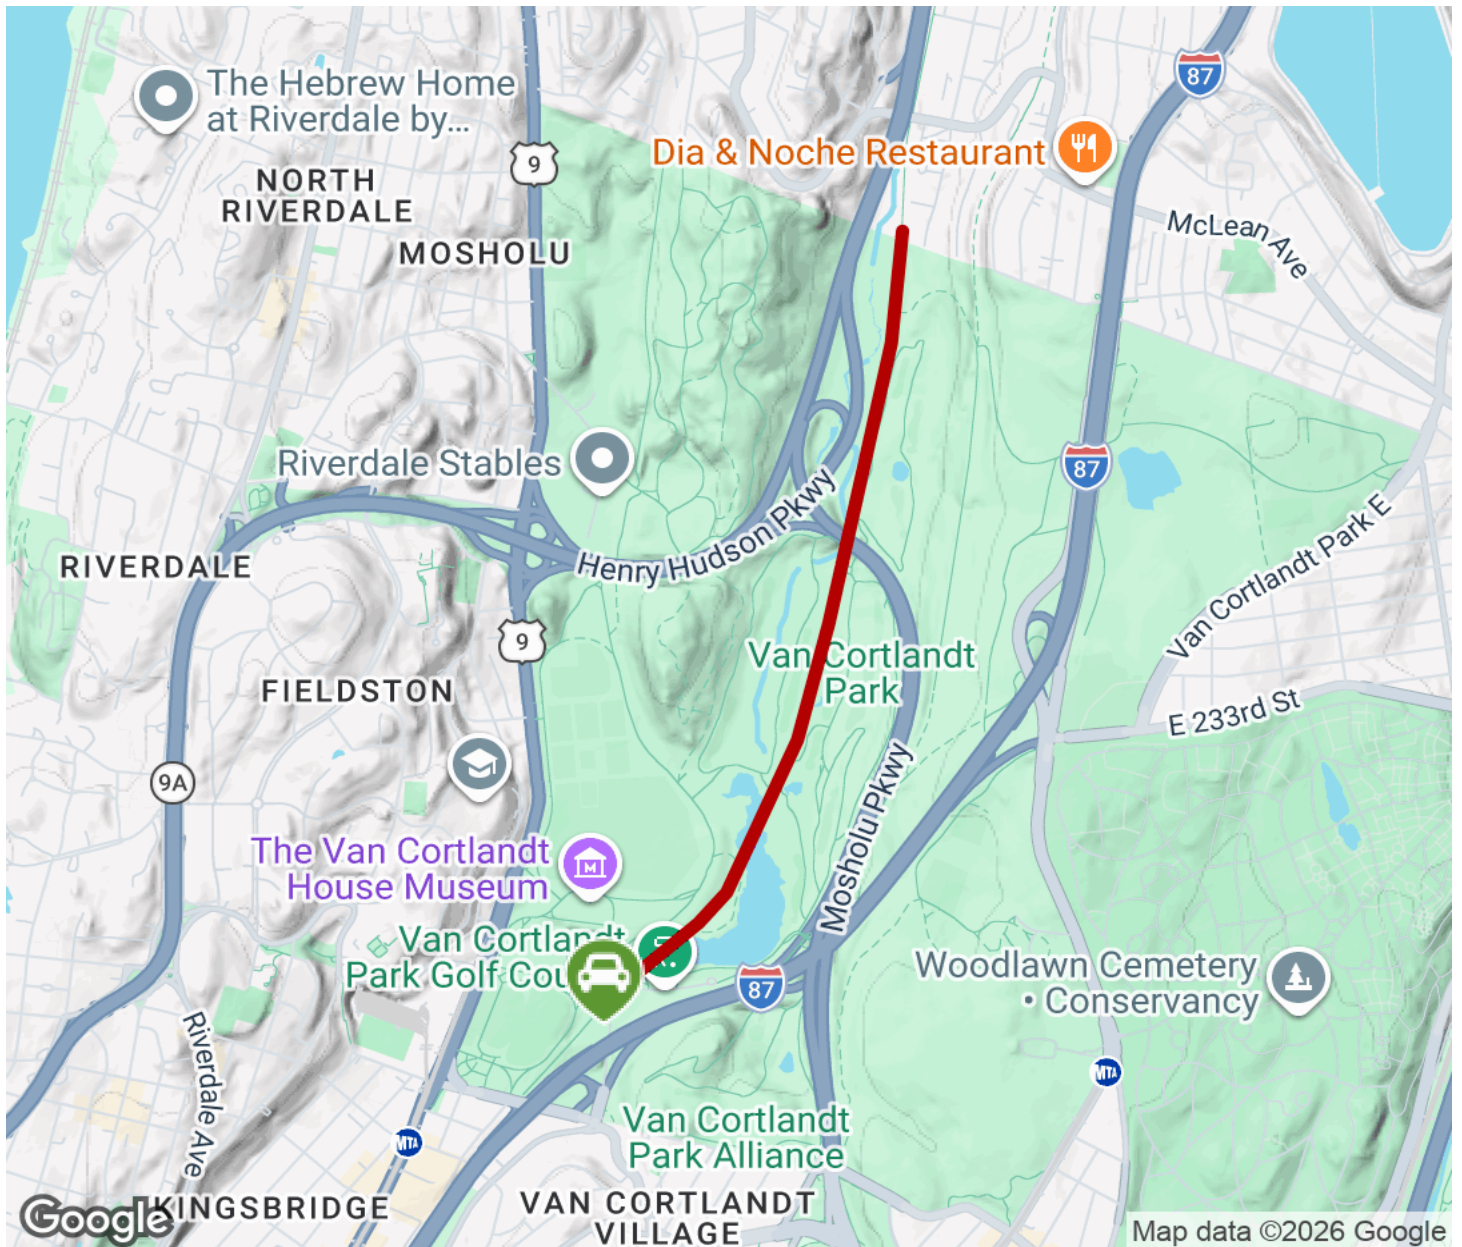 87
The Hebrew Home
at Riverdale by...
Dia & Noche Restaurant
9
NORTH
RIVERDALE
McLean Ave
MOSHOLU
Riverdale Stables
87
Henry Hudson Pkwy
Van Cortlandt Park E
RIVERDALE
9
Van Cortlandt
Park
FIELDSTON
E 233rd St
9A
Mosholu Pkwy
The Van Cortlandt
House Museum
M
Van Cortlandt
Park Golf Cou
87
Woodlawn Cemetery
• Conservancy
Riverdale Ave
MTA
Van Cortlandt
Park Alliance
MTA
KINGSBRIDGE
VAN CORTLANDT
VILLAGE
Google
Map data ©2026 Google